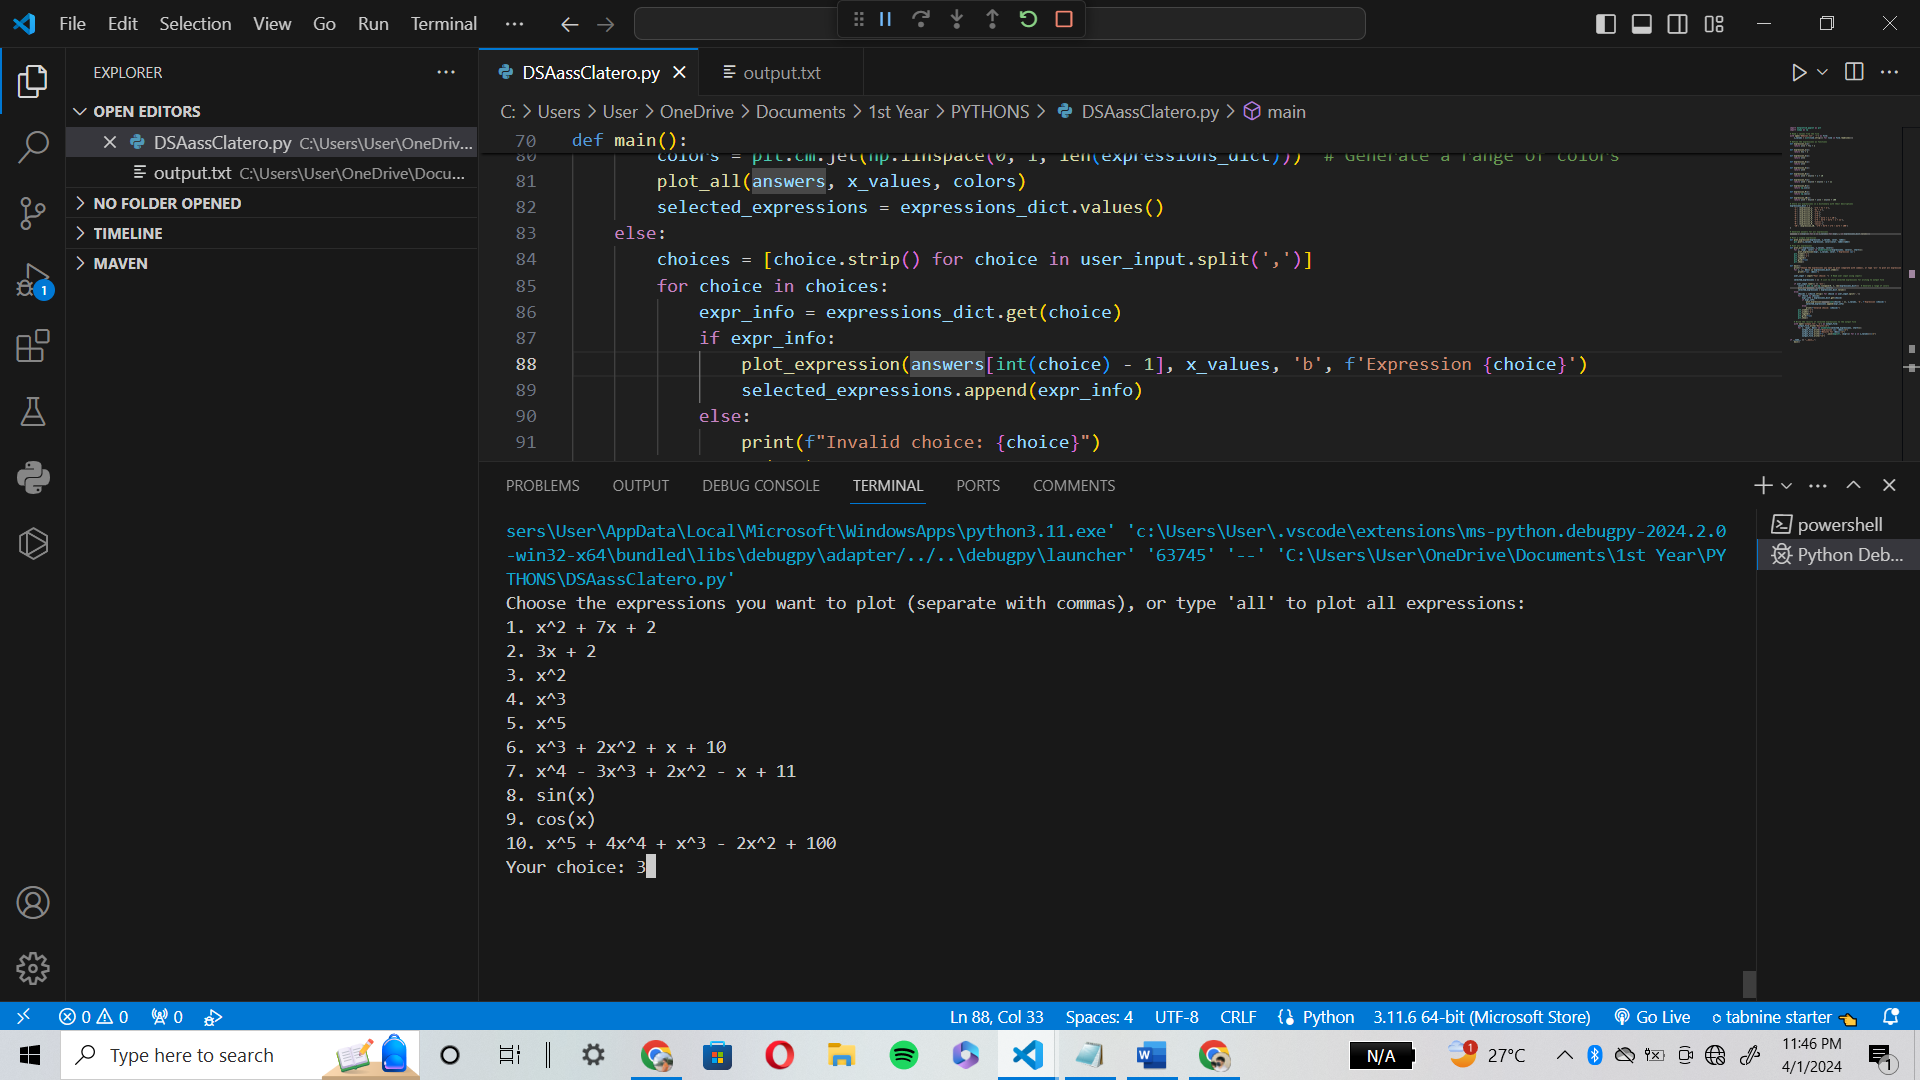 File Edit Selection View Go Run Terminal ...
EXPLORER
OPEN EDITORS
DSAassClatero.py C:\Users\User\OneDriv...
output.txt C:\Users\User\OneDrive\Docu...
NO FOLDER OPENED
TIMELINE
MAVEN
1
DSAassClatero.py
output.txt
C: > Users > User > OneDrive > Documents > 1st Year > PYTHONS > DSAassClatero.py > main
70 def main():
80 colors = plt.cm.jet(np.linspace(0, 1, len(expressions_dict))) # Generate a range of colors
81 plot_all(answers, x_values, colors)
82 selected_expressions = expressions_dict.values()
83 else:
84 choices = [choice.strip() for choice in user_input.split(',')]
85 for choice in choices:
86 expr_info = expressions_dict.get(choice)
87 if expr_info:
88 plot_expression(answers[int(choice) - 1], x_values, 'b', f'Expression {choice}')
89 selected_expressions.append(expr_info)
90 else:
91 print(f"Invalid choice: {choice}")
PROBLEMS OUTPUT DEBUG CONSOLE TERMINAL PORTS COMMENTS
powershell
Python Deb...
sers\User\AppData\Local\Microsoft\WindowsApps\python3.11.exe' 'c:\Users\User\.vscode\extensions\ms-python.debugpy-2024.2.0
-win32-x64\bundled\libs\debugpy\adapter/../..\debugpy\launcher' '63745' '--' 'C:\Users\User\OneDrive\Documents\1st Year\PY
THONS\DSAassClatero.py'
Choose the expressions you want to plot (separate with commas), or type 'all' to plot all expressions:
1. x^2 + 7x + 2
2. 3x + 2
3. x^2
4. x^3
5. x^5
6. x^3 + 2x^2 + x + 10
7. x^4 - 3x^3 + 2x^2 - x + 11
8. sin(x)
9. cos(x)
10. x^5 + 4x^4 + x^3 - 2x^2 + 100
Your choice: 3
0 0 0 Ln 88, Col 33 Spaces: 4 UTF-8 CRLF Python 3.11.6 64-bit (Microsoft Store) Go Live tabnine starter
Type here to search N/A 1 27°C 11:46 PM
4/1/2024 1